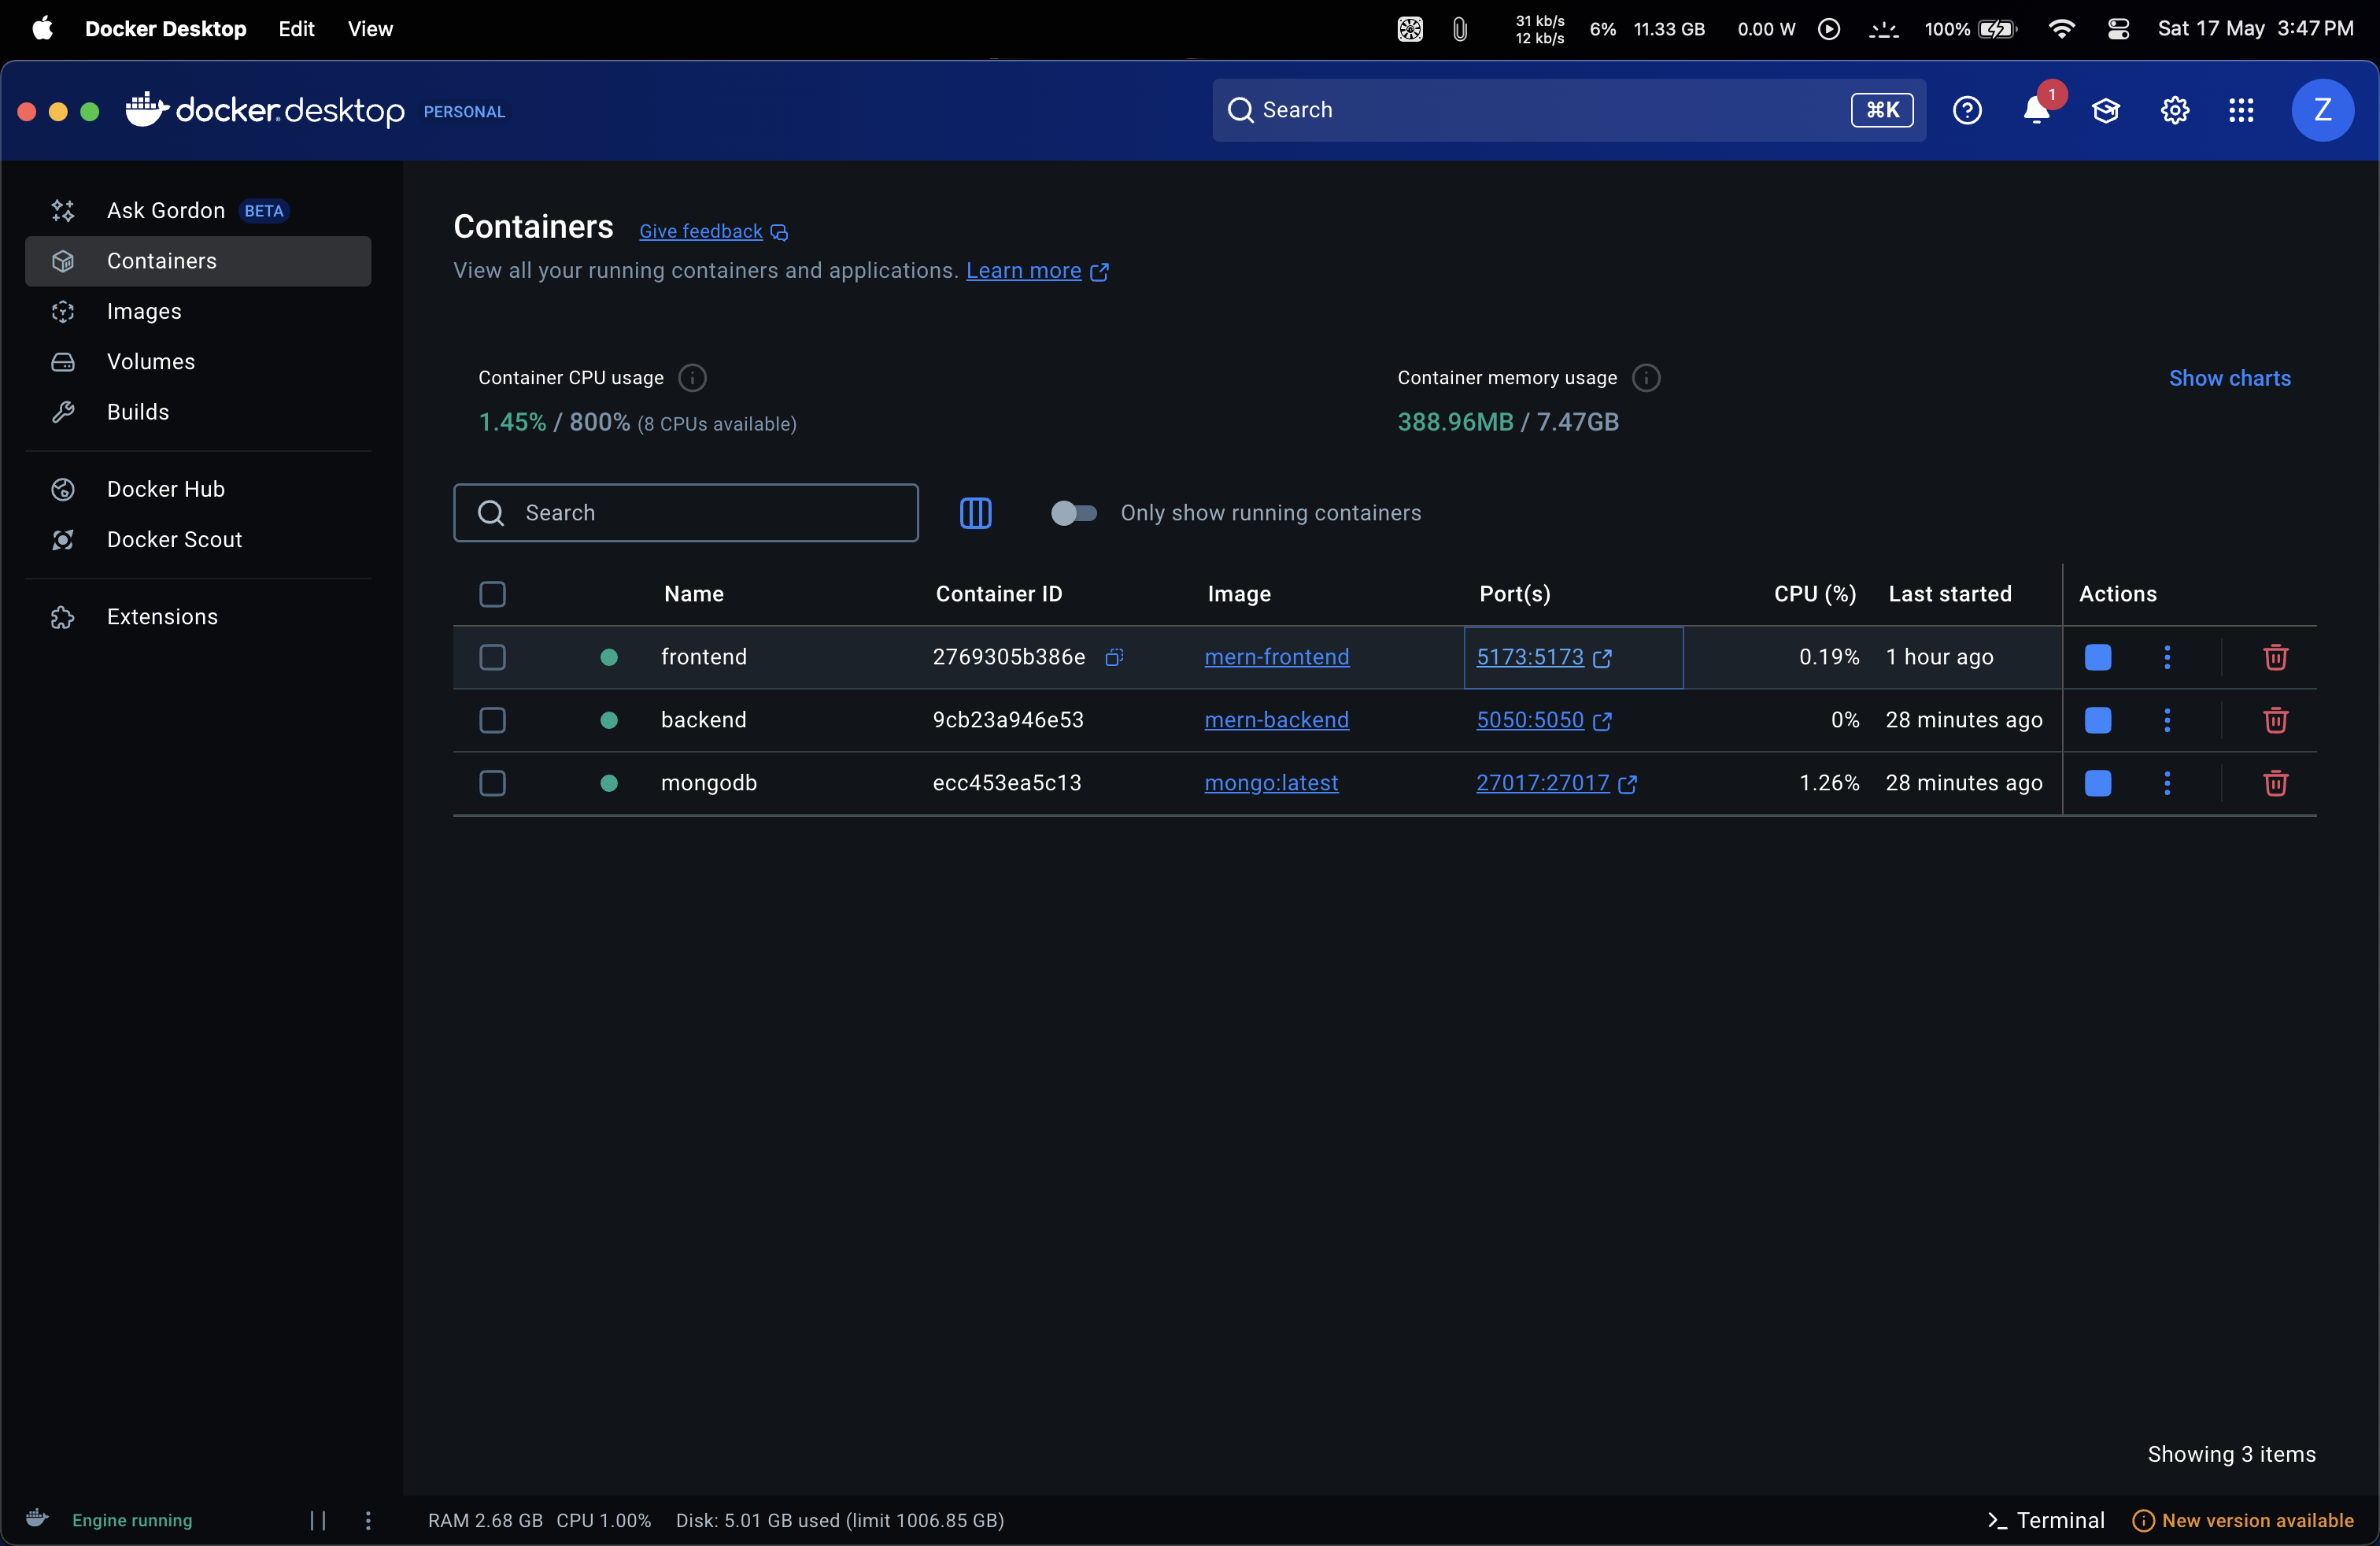 Docker Desktop Edit View
31 kb/s
12 kb/s
6% 11.33 GB 0.00 W 100% Sat 17 May 3:47 PM
docker desktop PERSONAL
Search ⌘K
1
Z
Ask Gordon BETA
Containers
Images
Volumes
Builds
Docker Hub
Docker Scout
Extensions
Containers Give feedback
View all your running containers and applications. Learn more
Container CPU usage
1.45% / 800% (8 CPUs available)
Container memory usage
388.96MB / 7.47GB
Show charts
Search
Only show running containers
Name Container ID Image Port(s) CPU (%) Last started Actions
frontend 2769305b386e mern-frontend 5173:5173 0.19% 1 hour ago
backend 9cb23a946e53 mern-backend 5050:5050 0% 28 minutes ago
mongodb ecc453ea5c13 mongo:latest 27017:27017 1.26% 28 minutes ago
Showing 3 items
Engine running
RAM 2.68 GB CPU 1.00% Disk: 5.01 GB used (limit 1006.85 GB)
Terminal
New version available